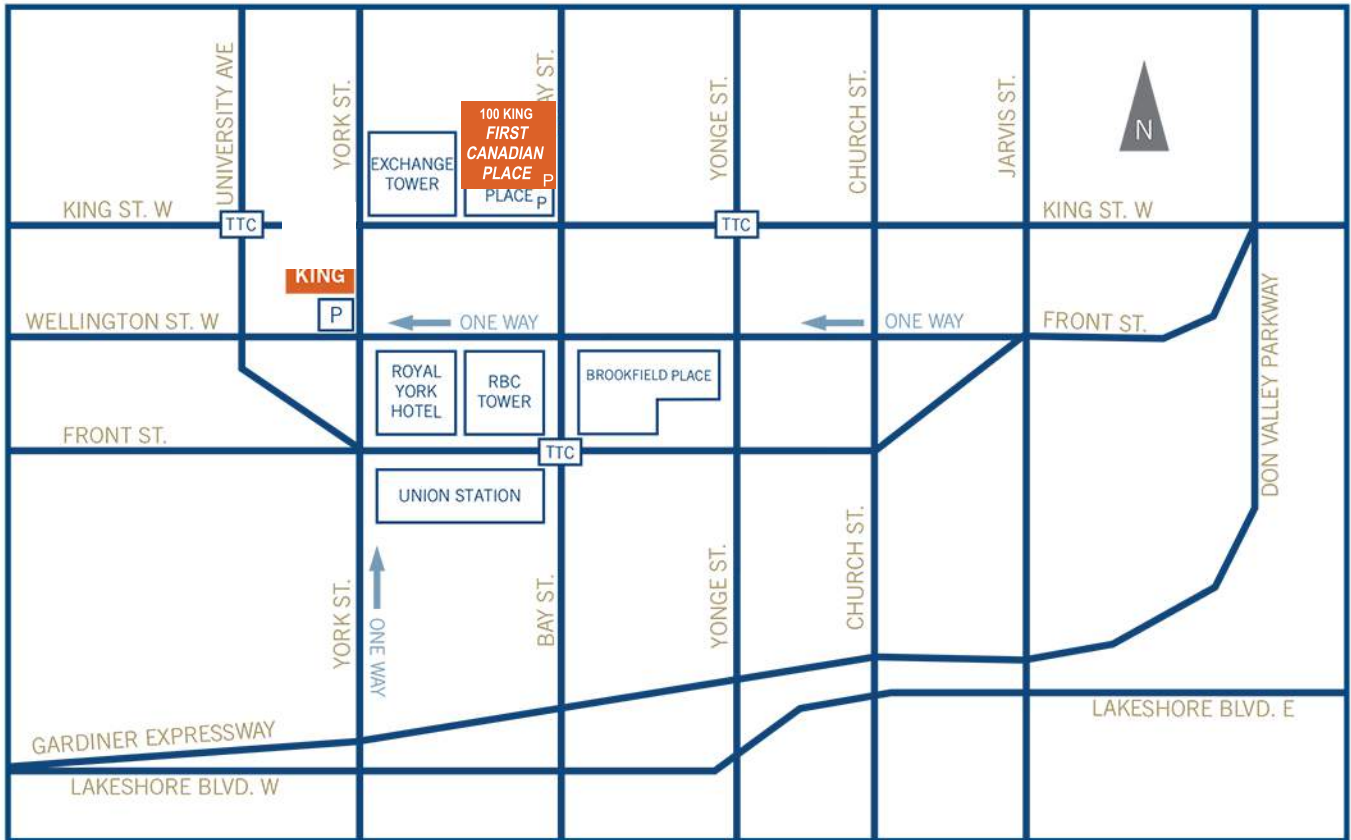 UNIVERSITY AVE
YORK ST.
AY ST.
YONGE ST.
CHURCH ST.
JARVIS ST.
N
100 KING
FIRST
CANADIAN
PLACE P
EXCHANGE
TOWER
PLACE P
KING ST. W
TTC
TTC
KING ST. W
KING
P
WELLINGTON ST. W
ONE WAY
ONE WAY
FRONT ST.
DON VALLEY PARKWAY
ROYAL
YORK
HOTEL
RBC
TOWER
BROOKFIELD PLACE
FRONT ST.
TTC
UNION STATION
YORK ST.
ONE WAY
BAY ST.
YONGE ST.
CHURCH ST.
GARDINER EXPRESSWAY
LAKESHORE BLVD. E
LAKESHORE BLVD. W